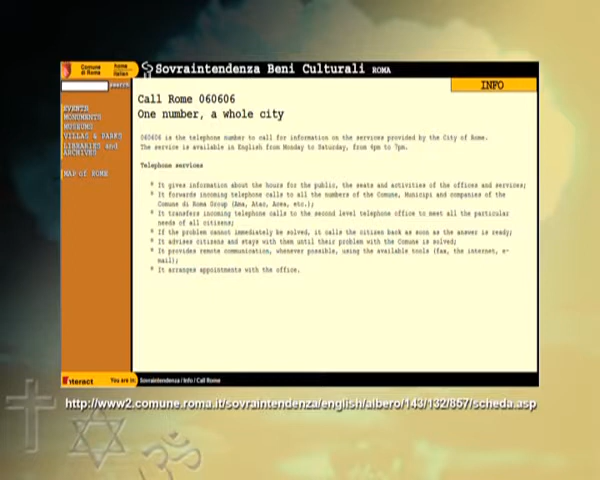 Comune di Roma
home italian
Sovraintendenza Beni Culturali ROMA
search
INFO
EVENTS
MONUMENTS
MUSEUMS
VILLAS & PARKS
LIBRARIES and ARCHIVES
MAP of ROME
Call Rome 060606
One number, a whole city
060606 is the telephone number to call for information on the services provided by the City of Rome.
The service is available in English from Monday to Saturday, from 4pm to 7pm.
Telephone services
* It gives information about the hours for the public, the seats and activities of the offices and services;
* It forwards incoming telephone calls to all the numbers of the Comune, Municipi and companies of the
Comune di Roma Group (Ama, Atac, Acea, etc.);
* It transfers incoming telephone calls to the second level telephone office to meet all the particular
needs of all citizens;
* If the problem cannot immediately be solved, it calls the citizen back as soon as the answer is ready;
* It advises citizens and stays with them until their problem with the Comune is solved;
* It provides remote communication, whenever possible, using the available tools (fax, the internet, e-
mail);
* It arranges appointments with the office.
interact
You are in: Sovraintendenza / Info / Call Rome
http://www2.comune.roma.it/sovraintendenza/english/albero/143/132/857/scheda.asp